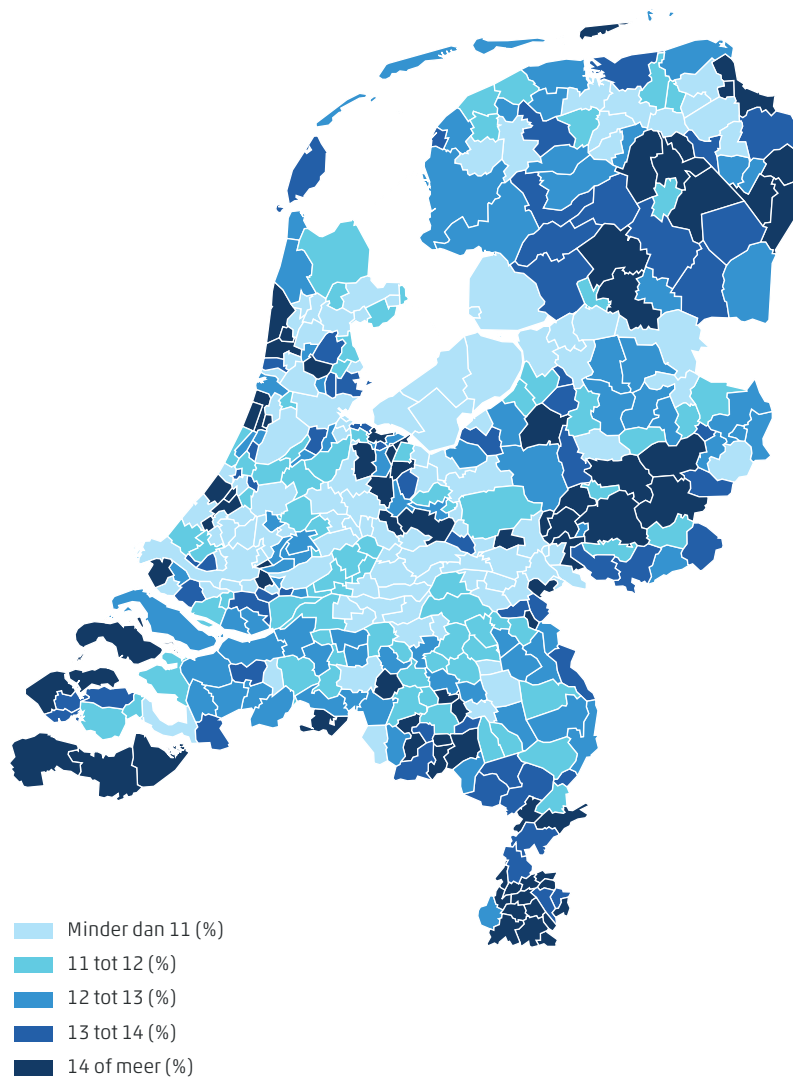 Minder dan 11 (%)
11 tot 12 (%)
12 tot 13 (%)
13 tot 14 (%)
14 of meer (%)